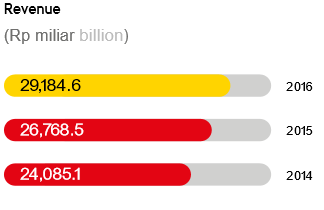 Revenue
(Rp miliar billion)
29,184.6 2016
26,768.5 2015
24,085.1 2014